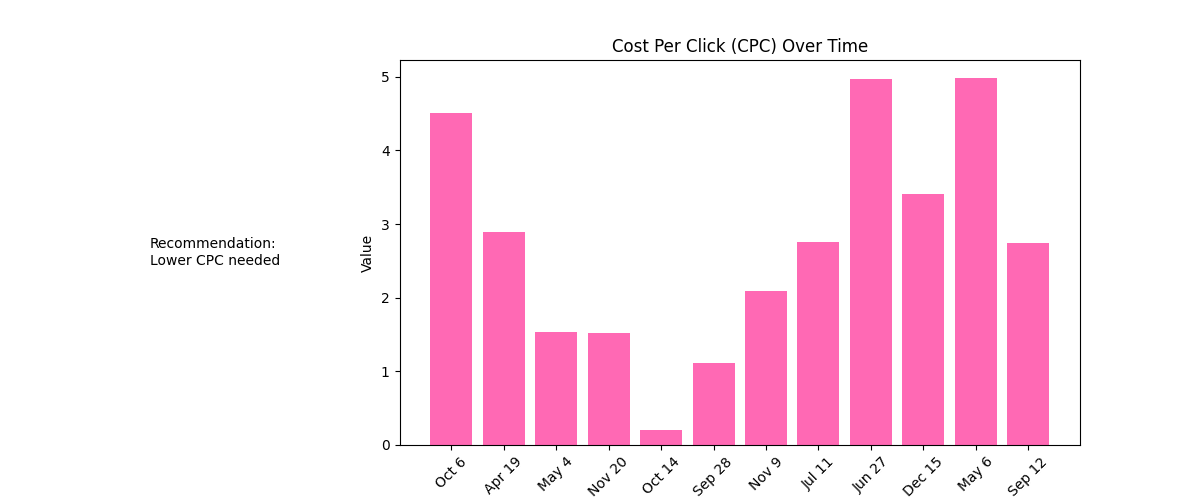 Cost Per Click (CPC) Over Time
Recommendation:
Lower CPC needed
Value
5
4
3
2
1
0
Oct 6
Apr 19
May 4
Nov 20
Oct 14
Sep 28
Nov 9
Jul 11
Jun 27
Dec 15
May 6
Sep 12